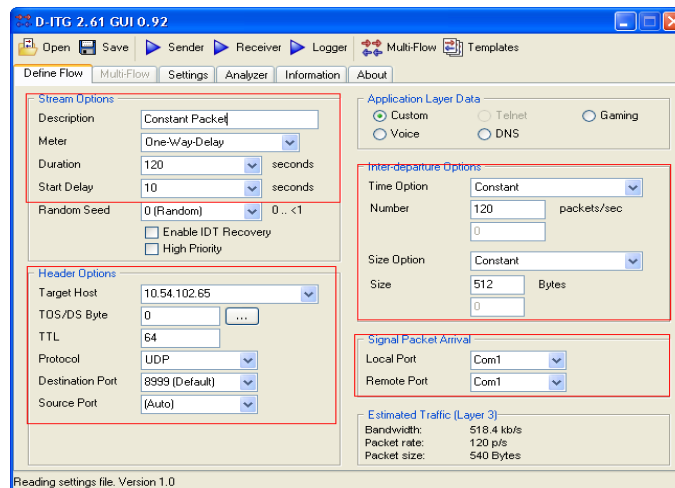 D-ITG 2.61 GUI 0.92
Open Save Sender Receiver Logger Multi-Flow Templates
Define Flow Multi-Flow Settings Analyzer Information About
Stream Options
Description Constant Packet
Meter One-Way-Delay
Duration 120 seconds
Start Delay 10 seconds
Random Seed 0 (Random) 0 .. <1
Enable IDT Recovery
High Priority
Header Options
Target Host 10.54.102.65
TOS/DS Byte 0 ...
TTL 64
Protocol UDP
Destination Port 8999 (Default)
Source Port (Auto)
Application Layer Data
Custom Telnet Gaming
Voice DNS
Inter-departure Options
Time Option Constant
Number 120 packets/sec
0
Size Option Constant
Size 512 Bytes
0
Signal Packet Arrival
Local Port Com1
Remote Port Com1
Estimated Traffic (Layer 3)
Bandwidth: 518.4 kb/s
Packet rate: 120 p/s
Packet size: 540 Bytes
Reading settings file. Version 1.0